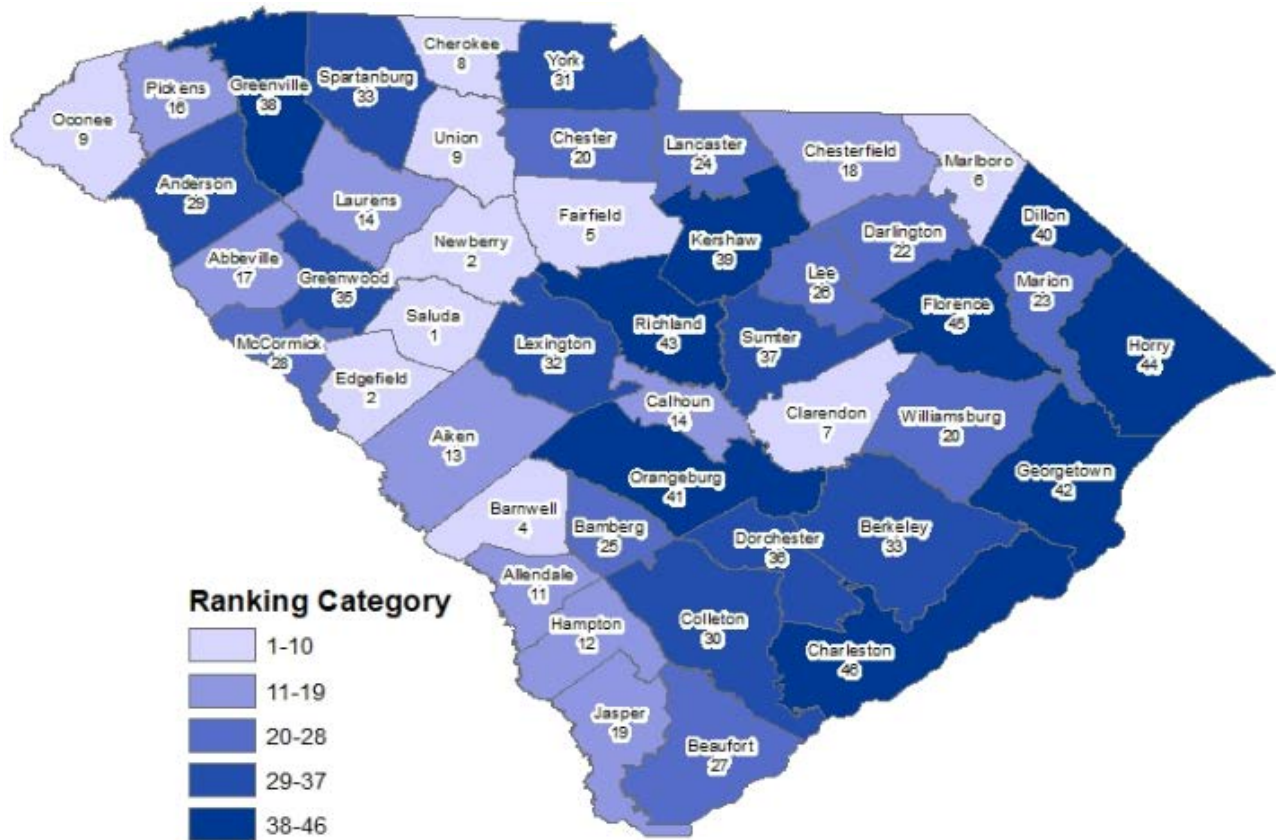 Cherokee
8
York
31
Spartanburg
33
Pickens
16
Greenville
38
Oconee
9
Union
9
Chester
20
Lancaster
24
Chesterfield
18
Marlboro
6
Anderson
29
Laurens
14
Fairfield
5
Dillon
40
Newberry
2
Kershaw
39
Darlington
22
Abbeville
17
Greenwood
35
Lee
26
Marion
23
Saluda
1
Richland
43
Florence
45
Lexington
32
Sumter
37
Horry
44
McCormick
28
Edgefield
2
Calhoun
14
Clarendon
7
Williamsburg
20
Aiken
13
Orangeburg
41
Georgetown
42
Barnwell
4
Bamberg
25
Dorchester
36
Berkeley
33
Allendale
11
Hampton
12
Colleton
30
Charleston
46
Jasper
19
Beaufort
27
Ranking Category
1-10
11-19
20-28
29-37
38-46